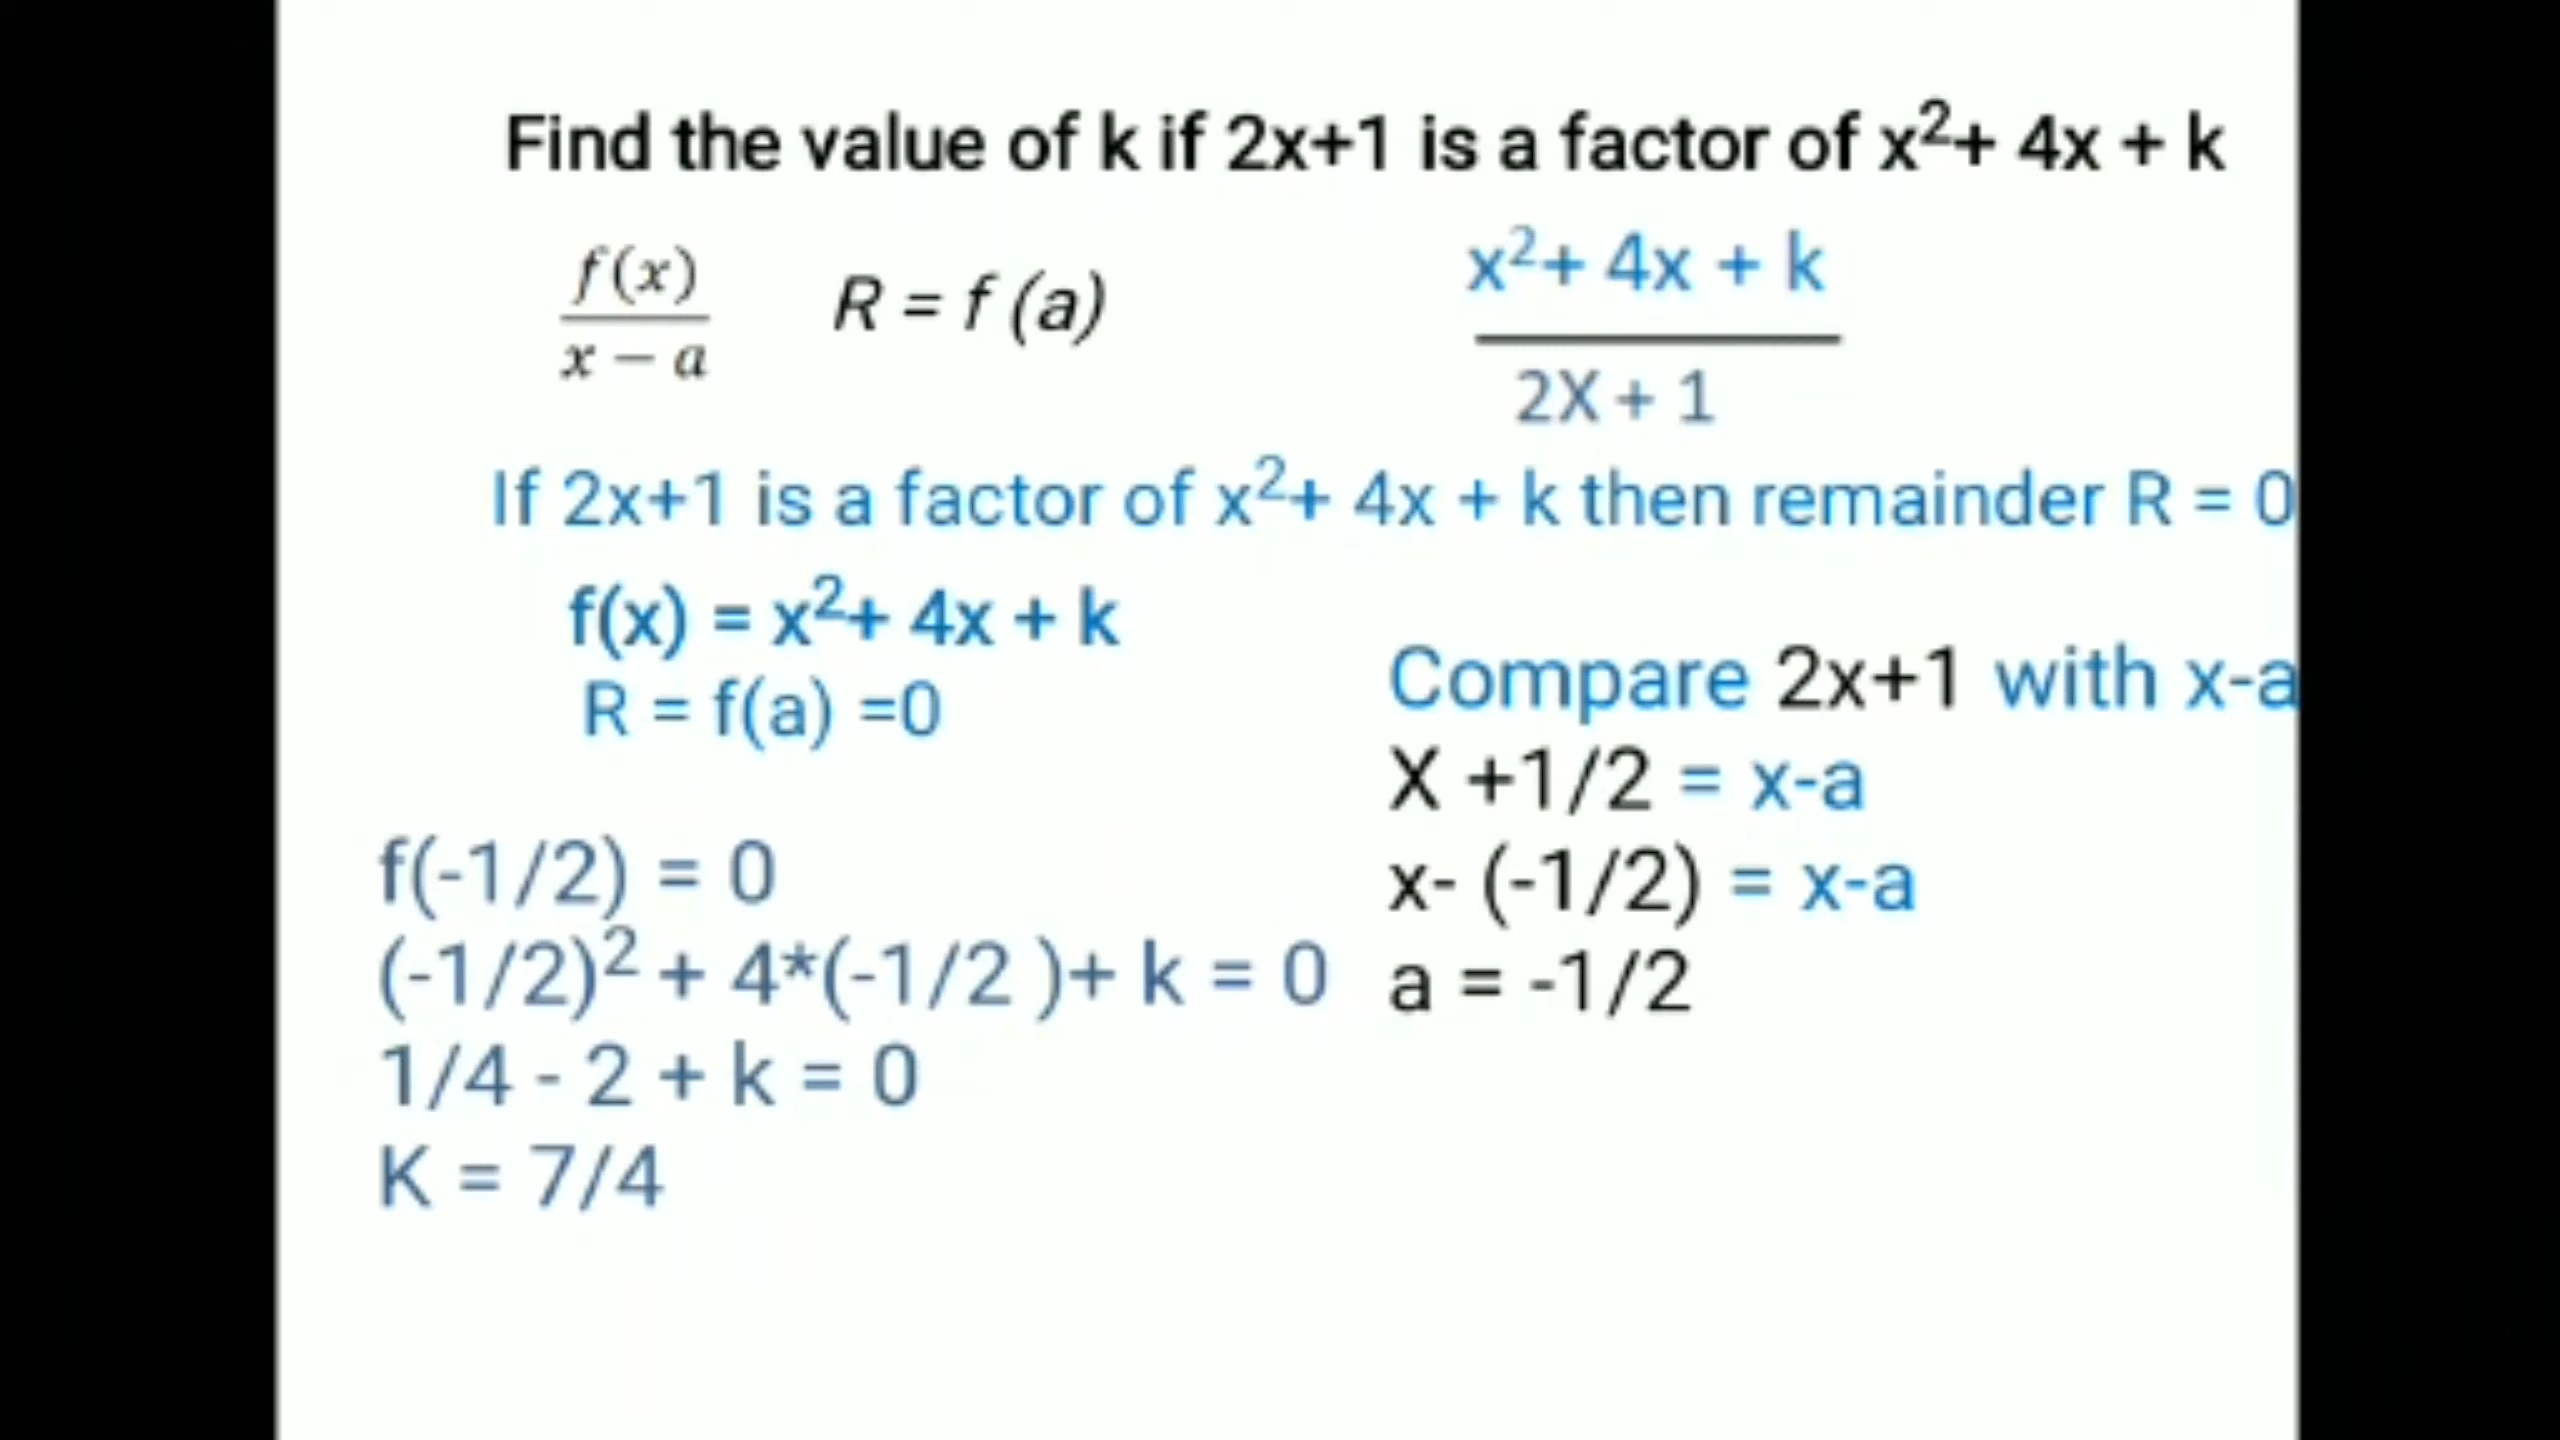 Find the value of k if 2x+1 is a factor of x²+ 4x + k
f(x)
x − a
R = f (a)
x²+ 4x + k
2X + 1
If 2x+1 is a factor of x²+ 4x + k then remainder R = 0
f(x) = x²+ 4x + k
R = f(a) =0
Compare 2x+1 with x-a
X +1/2 = x-a
x- (-1/2) = x-a
a = -1/2
f(-1/2) = 0
(-1/2)² + 4*(-1/2 )+ k = 0
1/4 - 2 + k = 0
K = 7/4